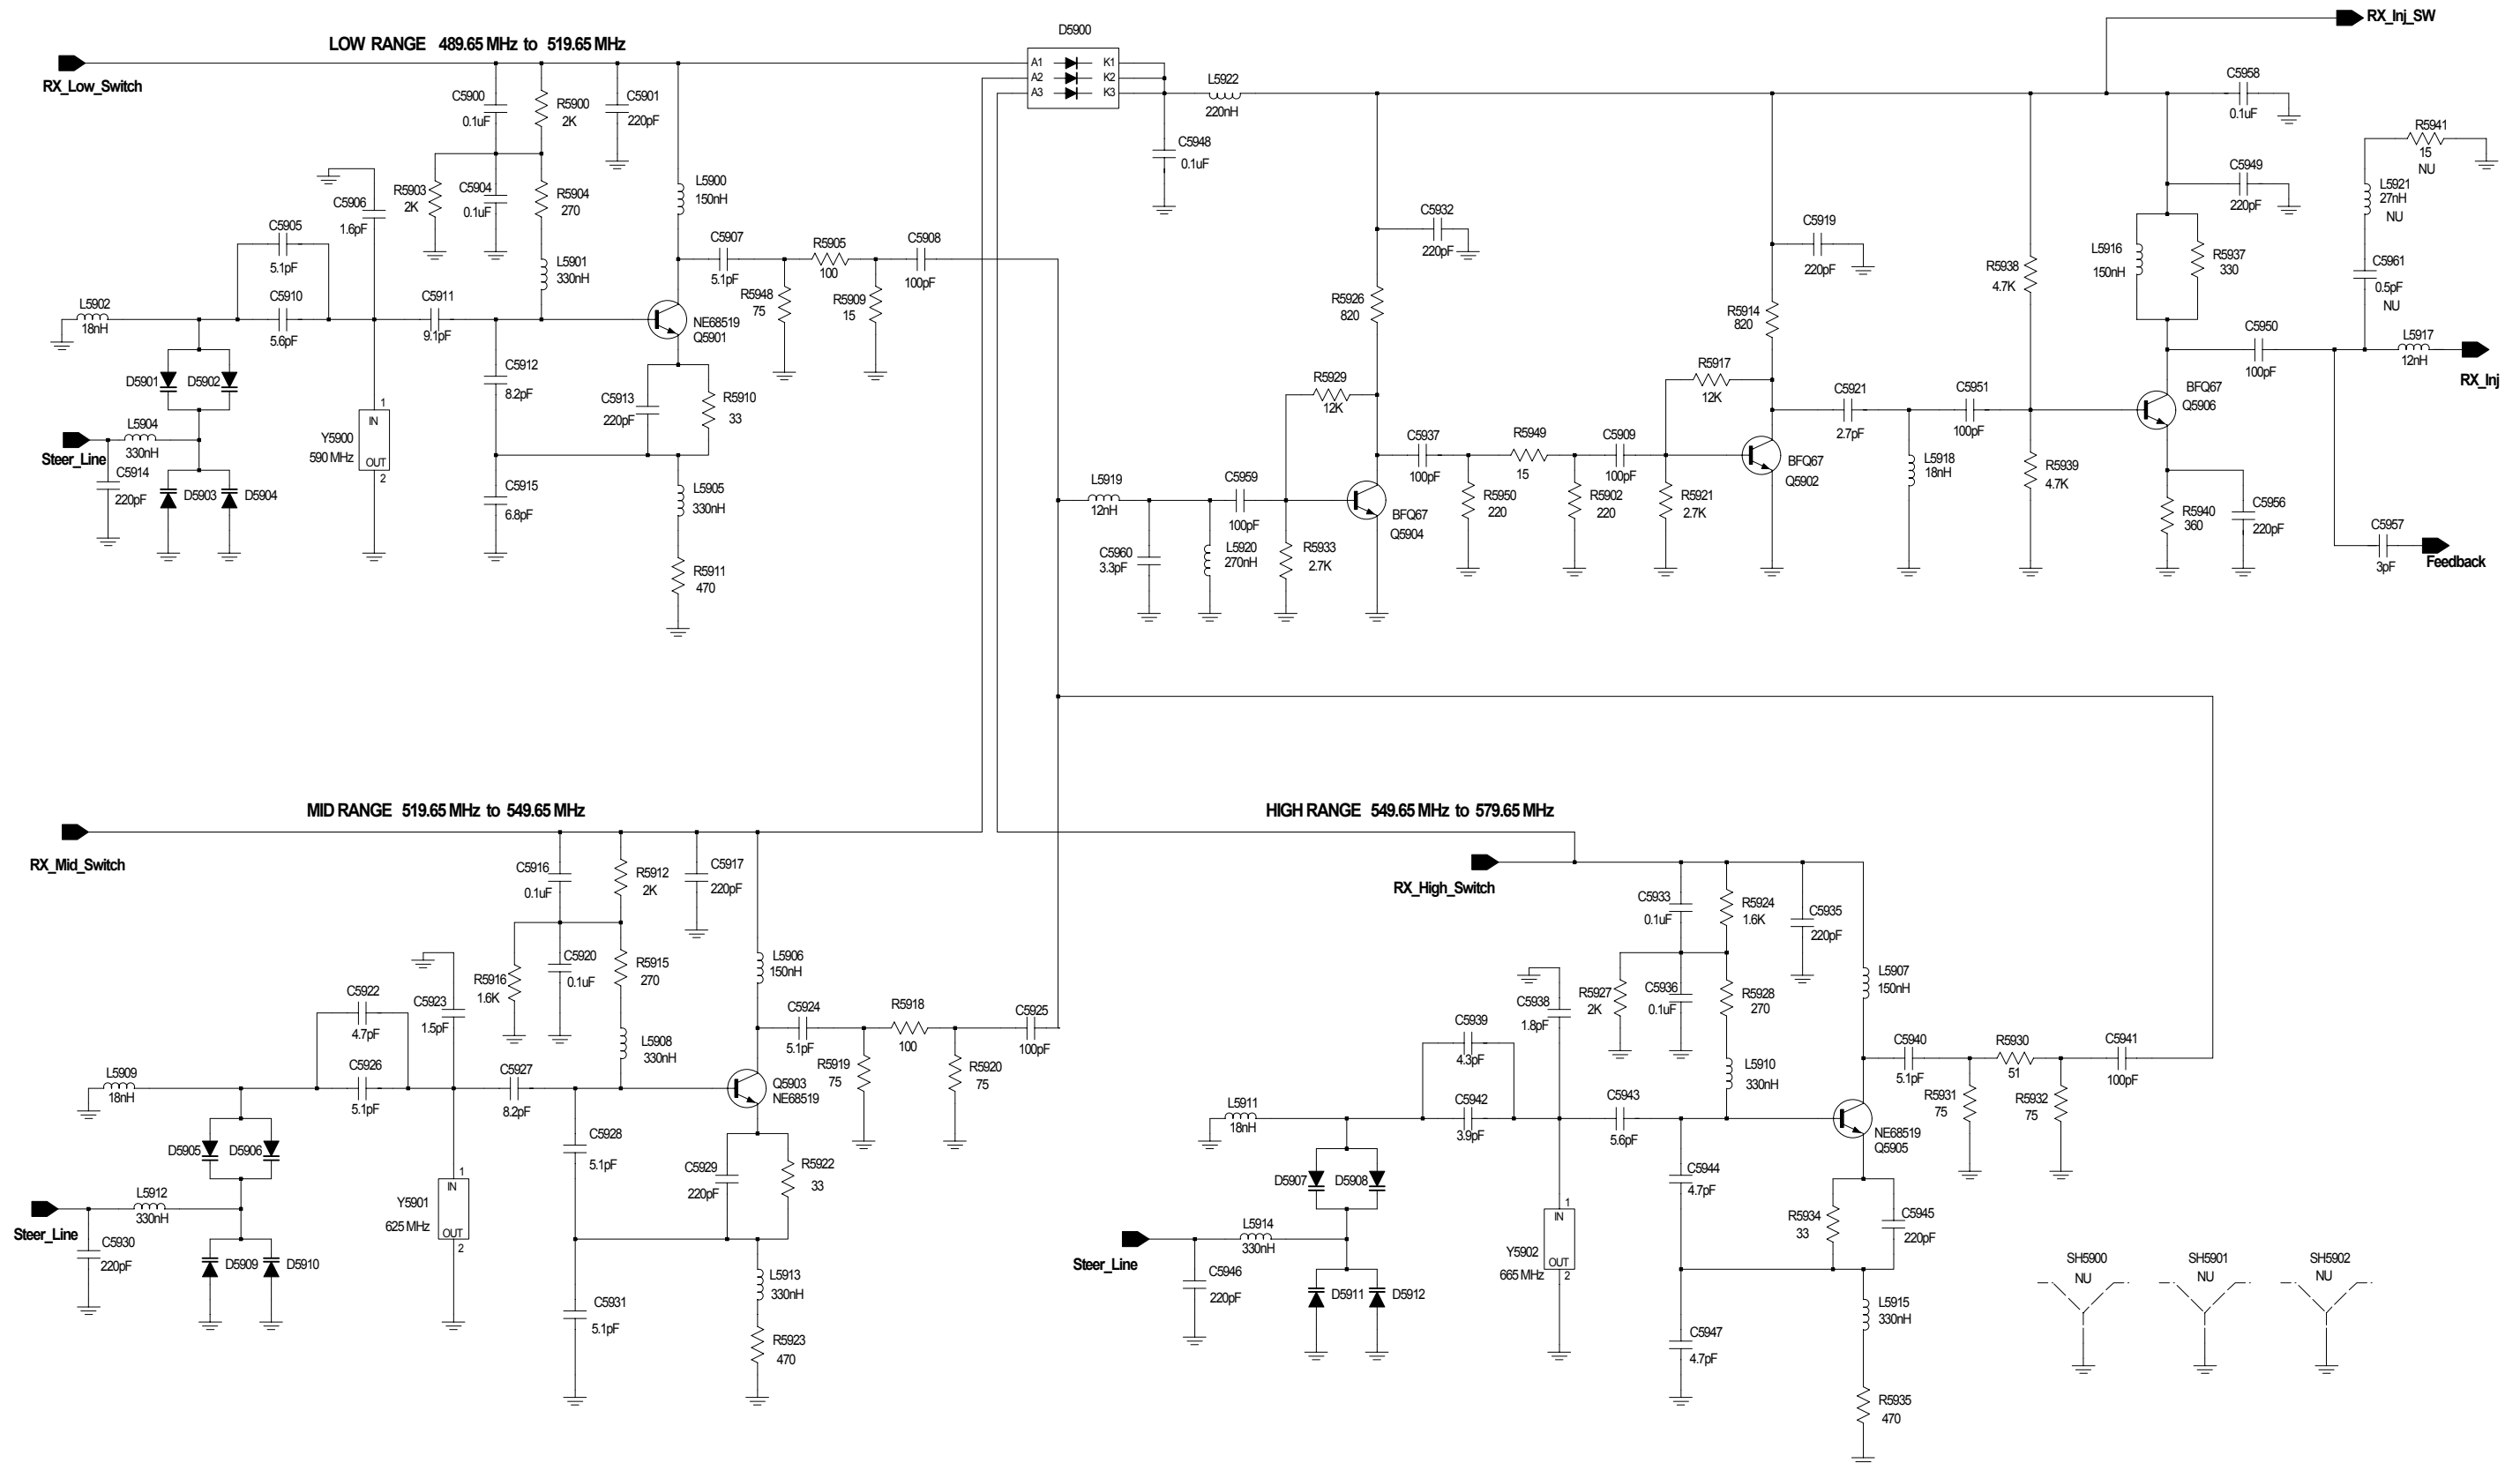 LOW RANGE 489.65 MHz to 519.65 MHz
RX_Low_Switch
C5900
0.1uF
R5900
2K
C5901
220pF
R5903
2K
C5904
0.1uF
R5904
270
L5900
150nH
C5906
1.6pF
C5905
5.1pF
L5901
330nH
L5902
18nH
C5910
5.6pF
C5911
9.1pF
NE68519
Q5901
C5907
5.1pF
R5905
100
C5908
100pF
R5948
75
R5909
15
D5901
D5902
L5904
330nH
Steer_Line
C5914
220pF
D5903
D5904
1
IN
Y5900
590 MHz
OUT
2
C5912
8.2pF
C5913
220pF
R5910
33
C5915
6.8pF
L5905
330nH
R5911
470
D5900
A1
A2
A3
K1
K2
K3
L5922
220nH
C5948
0.1uF
RX_Inj_SW
C5958
0.1uF
R5941
15
NU
C5949
220pF
L5921
27nH
NU
C5932
220pF
C5919
220pF
R5938
4.7K
L5916
150nH
R5937
330
C5961
0.5pF
NU
R5926
820
R5914
820
C5950
100pF
L5917
12nH
RX_Inj
R5929
12K
R5917
12K
C5921
2.7pF
C5951
100pF
BFQ67
Q5906
C5937
100pF
R5949
15
C5909
100pF
BFQ67
Q5902
L5918
18nH
R5939
4.7K
L5919
12nH
C5959
100pF
BFQ67
Q5904
R5950
220
R5902
220
R5921
2.7K
R5940
360
C5956
220pF
C5957
3pF
Feedback
C5960
3.3pF
L5920
270nH
R5933
2.7K
MID RANGE 519.65 MHz to 549.65 MHz
RX_Mid_Switch
C5916
0.1uF
R5912
2K
C5917
220pF
R5916
1.6K
C5920
0.1uF
R5915
270
L5906
150nH
C5922
4.7pF
C5923
1.5pF
L5908
330nH
C5924
5.1pF
R5918
100
C5925
100pF
R5919
75
R5920
75
L5909
18nH
C5926
5.1pF
C5927
8.2pF
Q5903
NE68519
D5905
D5906
C5928
5.1pF
C5929
220pF
R5922
33
L5912
330nH
Steer_Line
C5930
220pF
D5909
D5910
1
IN
Y5901
625 MHz
OUT
2
C5931
5.1pF
L5913
330nH
R5923
470
HIGH RANGE 549.65 MHz to 579.65 MHz
RX_High_Switch
C5933
0.1uF
R5924
1.6K
C5935
220pF
R5927
2K
C5936
0.1uF
R5928
270
L5907
150nH
C5938
1.8pF
C5939
4.3pF
L5910
330nH
C5940
5.1pF
R5930
51
C5941
100pF
R5931
75
R5932
75
L5911
18nH
C5942
3.9pF
C5943
5.6pF
NE68519
Q5905
D5907
D5908
C5944
4.7pF
R5934
33
C5945
220pF
L5914
330nH
Steer_Line
C5946
220pF
D5911
D5912
1
IN
Y5902
665 MHz
OUT
2
C5947
4.7pF
L5915
330nH
R5935
470
SH5900
NU
SH5901
NU
SH5902
NU